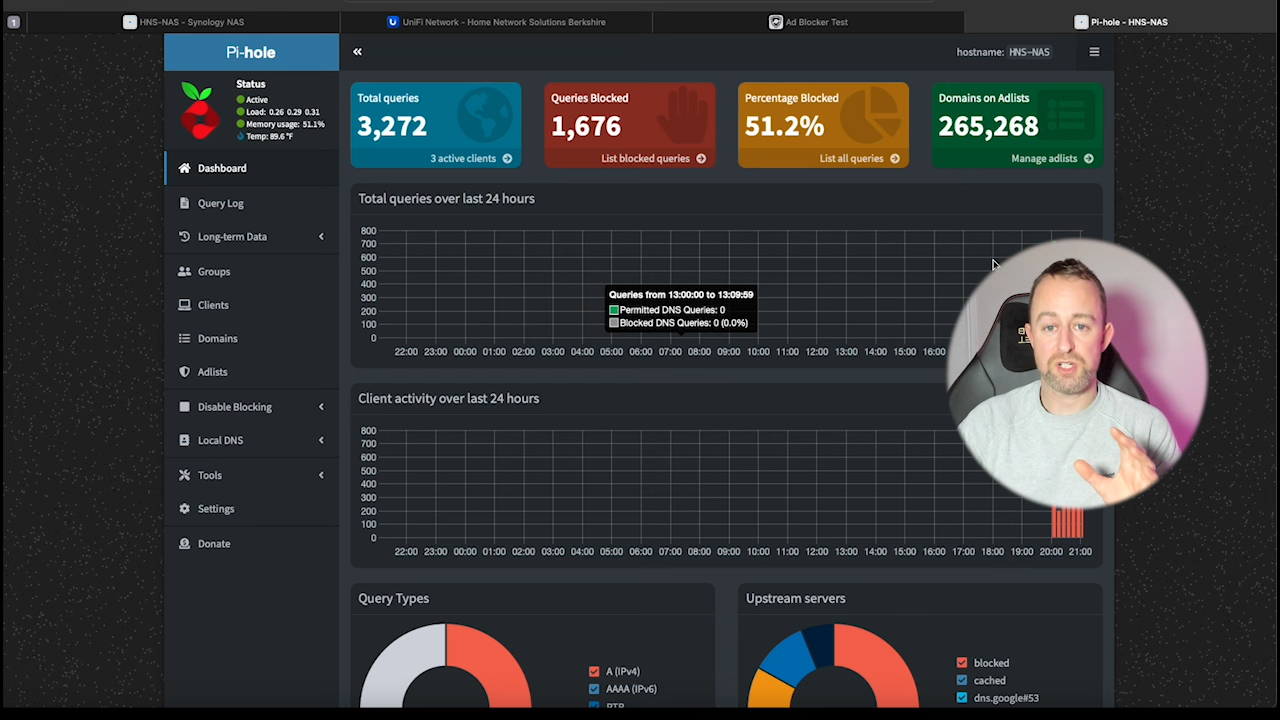 1
HNS-NAS - Synology NAS
UniFi Network - Home Network Solutions Berkshire
Ad Blocker Test
Pi-hole - HNS-NAS
Pi-hole
hostname: HNS-NAS
Status
Active
Load: 0.26 0.29 0.31
Memory usage: 51.1%
Temp: 89.6 °F
Dashboard
Query Log
Long-term Data
Groups
Clients
Domains
Adlists
Disable Blocking
Local DNS
Tools
Settings
Donate
Total queries
3,272
3 active clients
Queries Blocked
1,676
List blocked queries
Percentage Blocked
51.2%
List all queries
Domains on Adlists
265,268
Manage adlists
Total queries over last 24 hours
800
700
600
500
400
300
200
100
0
Queries from 13:00:00 to 13:09:59
Permitted DNS Queries: 0
Blocked DNS Queries: 0 (0.0%)
22:00 23:00 00:00 01:00 02:00 03:00 04:00 05:00 06:00 07:00 08:00 09:00 10:00 11:00 12:00 13:00 14:00 15:00 16:00
Client activity over last 24 hours
800
700
600
500
400
300
200
100
0
22:00 23:00 00:00 01:00 02:00 03:00 04:00 05:00 06:00 07:00 08:00 09:00 10:00 11:00 12:00 13:00 14:00 15:00 16:00 17:00 18:00 19:00 20:00 21:00
Query Types
A (IPv4)
AAAA (IPv6)
PTR
Upstream servers
blocked
cached
dns.google#53